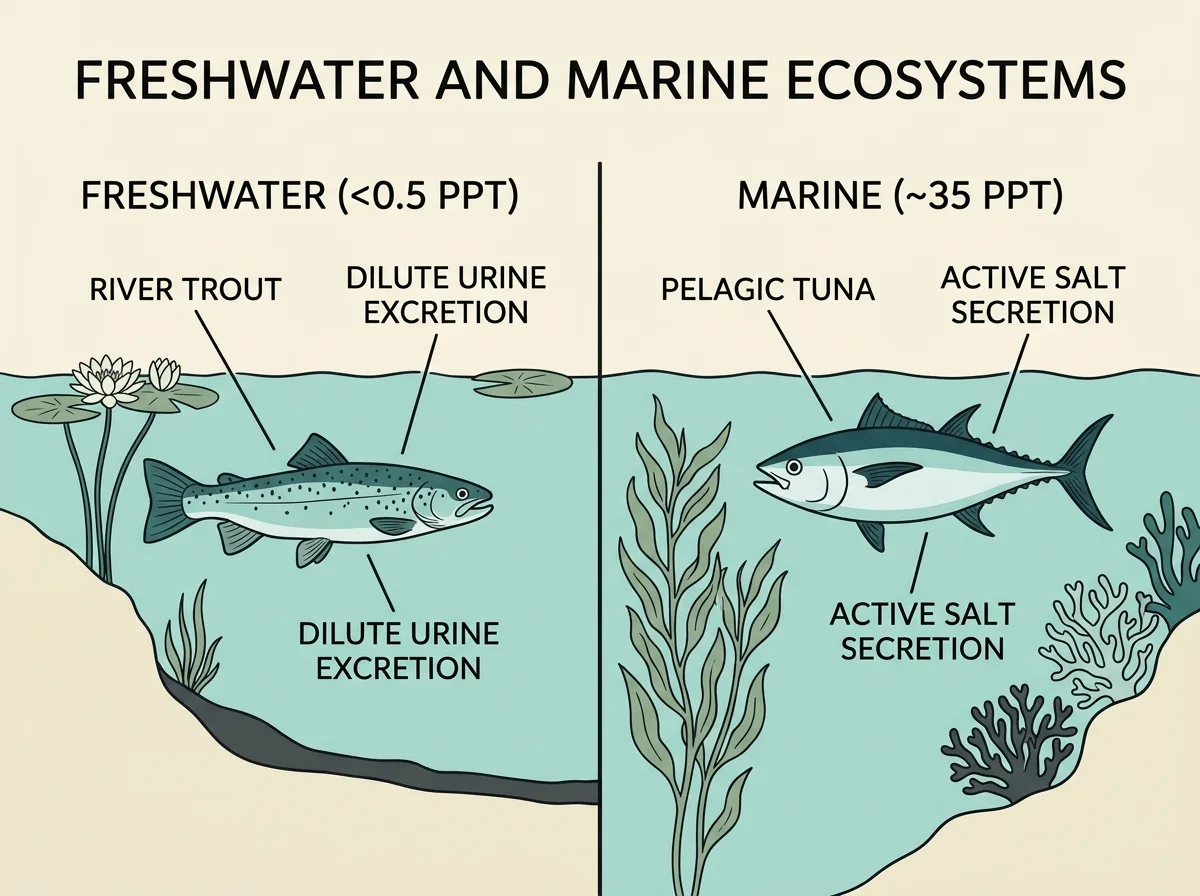 FRESHWATER AND MARINE ECOSYSTEMS
FRESHWATER (<0.5 PPT)
RIVER TROUT
DILUTE URINE
EXCRETION
DILUTE URINE
EXCRETION
MARINE (~35 PPT)
PELAGIC TUNA
ACTIVE SALT
SECRETION
ACTIVE SALT
SECRETION